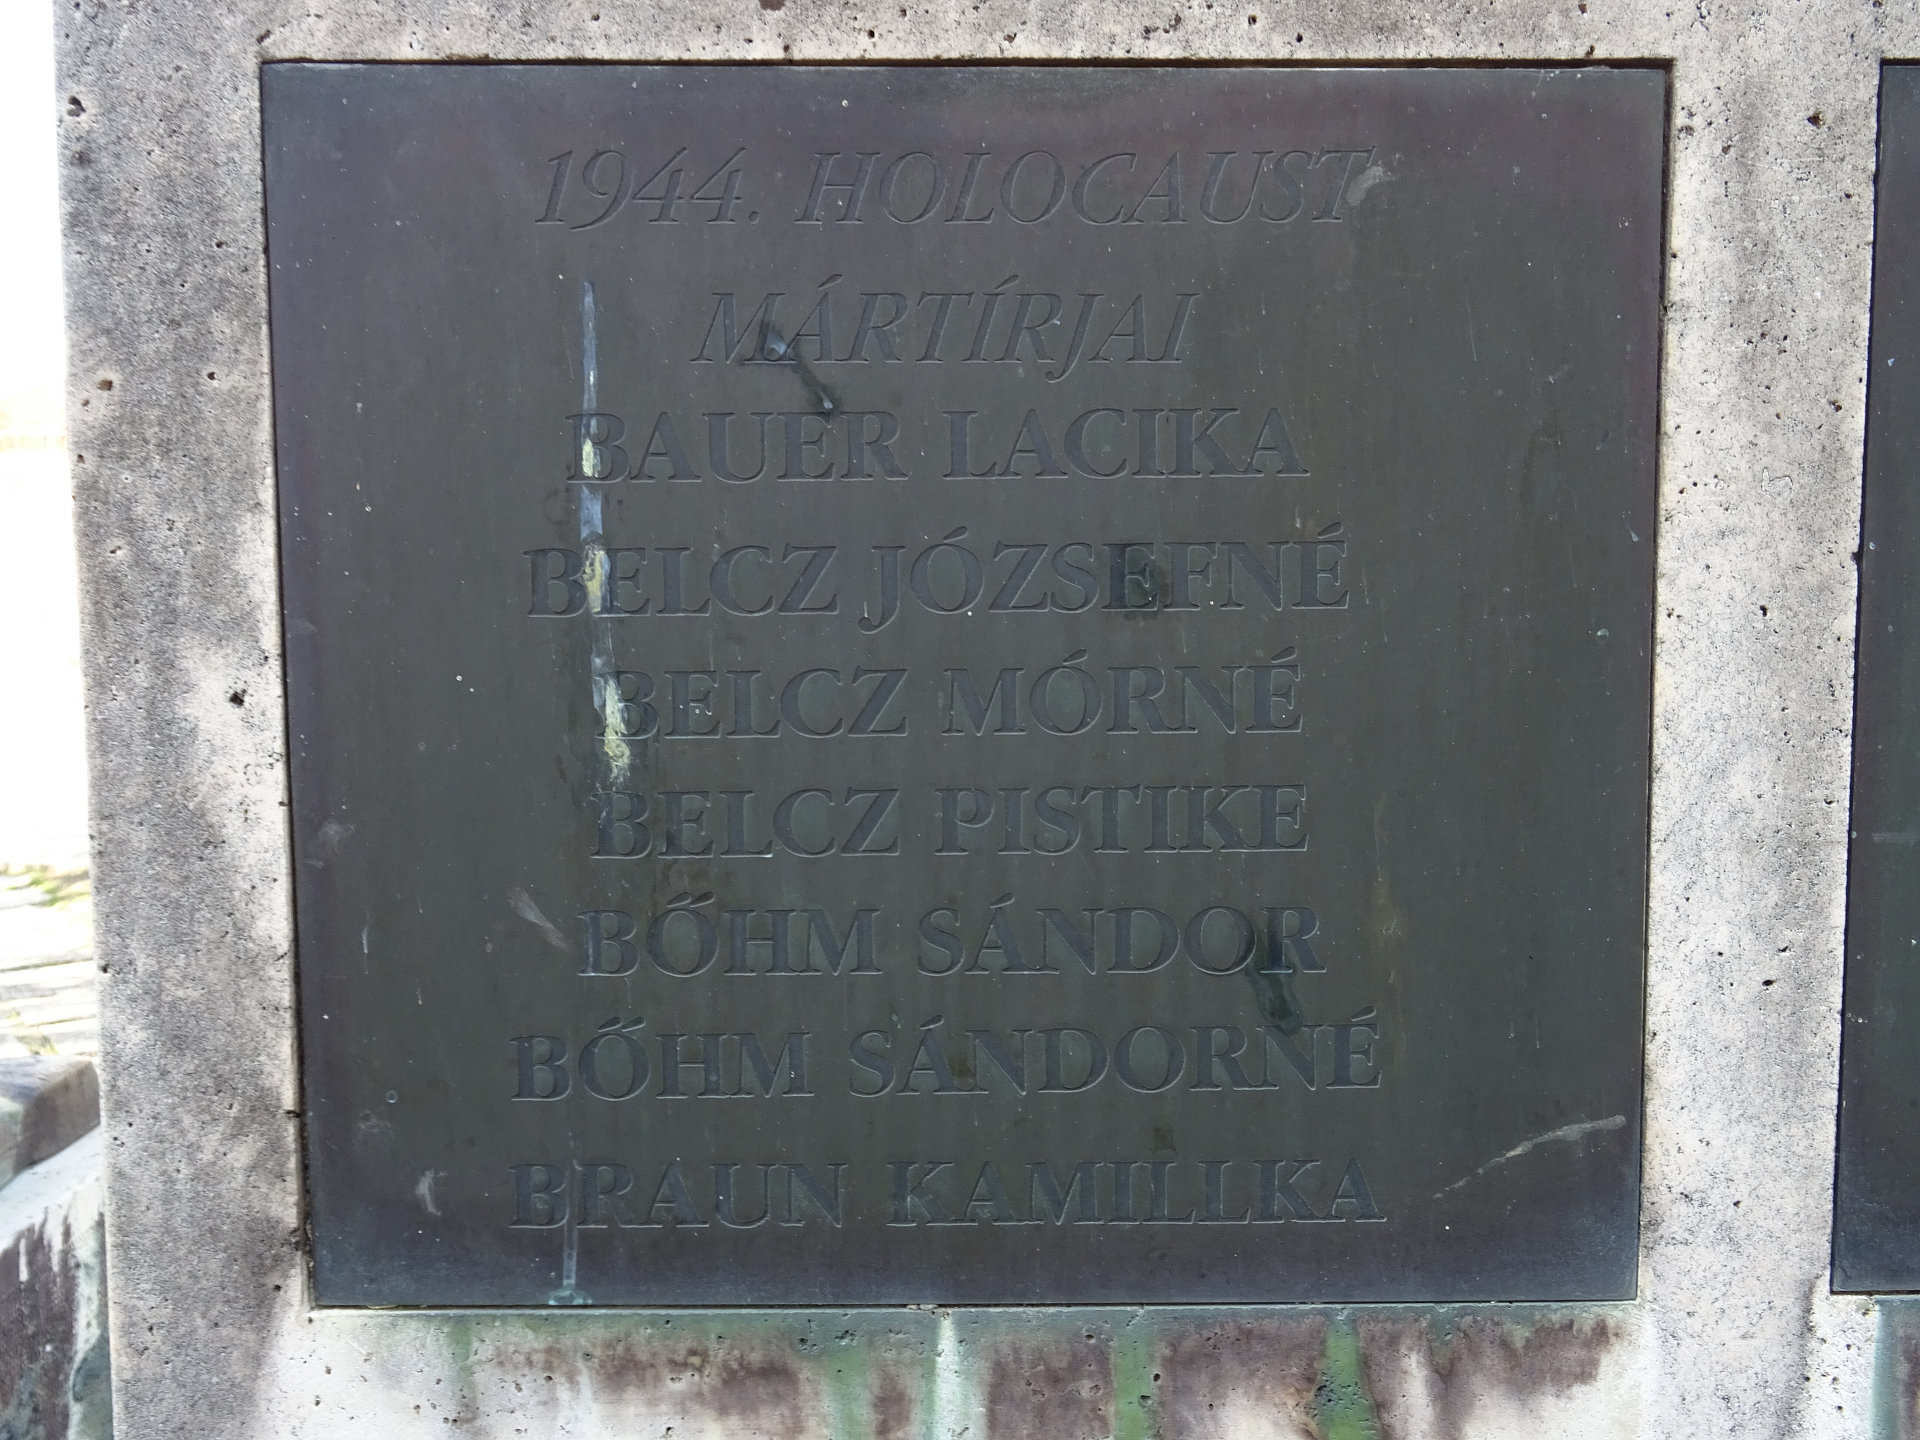 1944. HOLOCAUST
MÁRTÍRJAI
BAUER LACIKA
BELCZ JÓZSEFNÉ
BELCZ MÓRNÉ
BELCZ PISTIKE
BŐHM SÁNDOR
BŐHM SÁNDORNÉ
BRAUN KAMILLKA